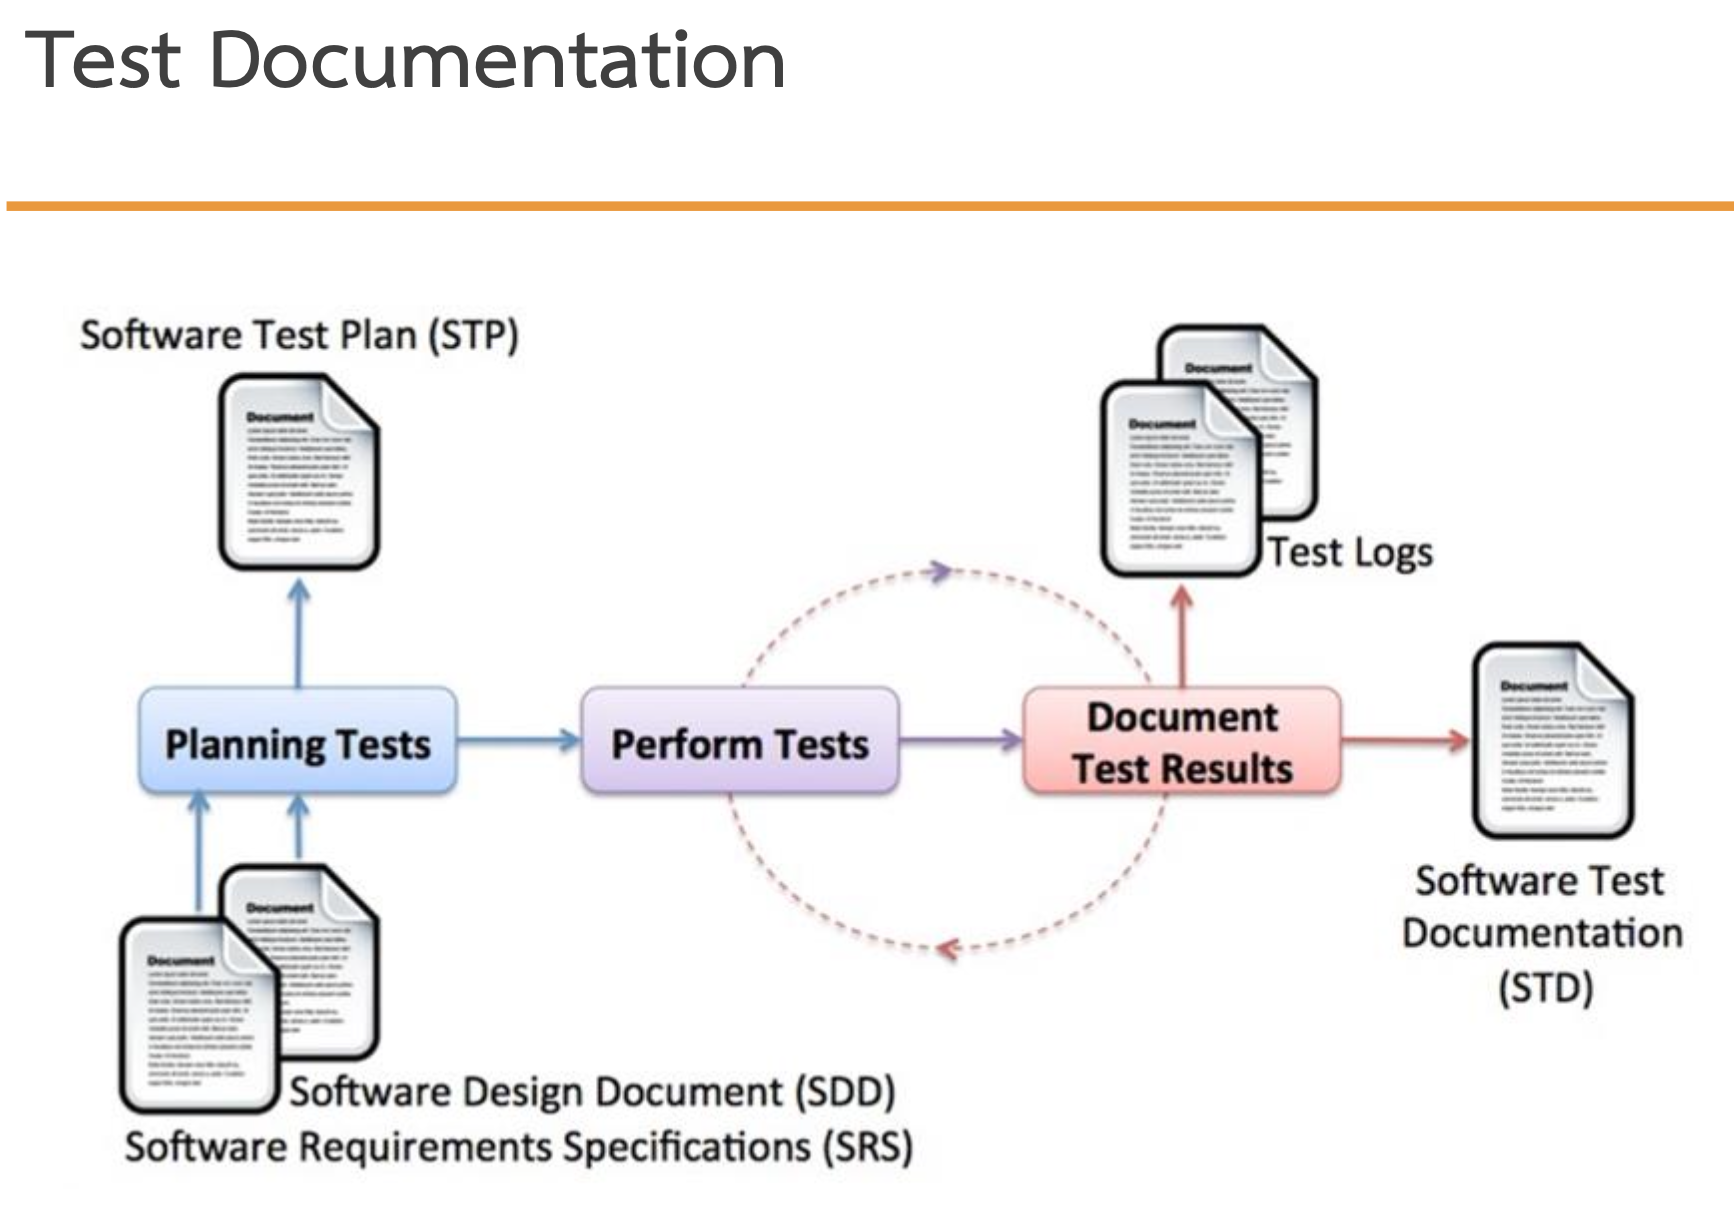 Test Documentation
Software Test Plan (STP)
Document
Document
Document
Test Logs
Planning Tests
Perform Tests
Document
Test Results
Document
Software Test
Documentation
(STD)
Document
Document
Software Design Document (SDD)
Software Requirements Specifications (SRS)